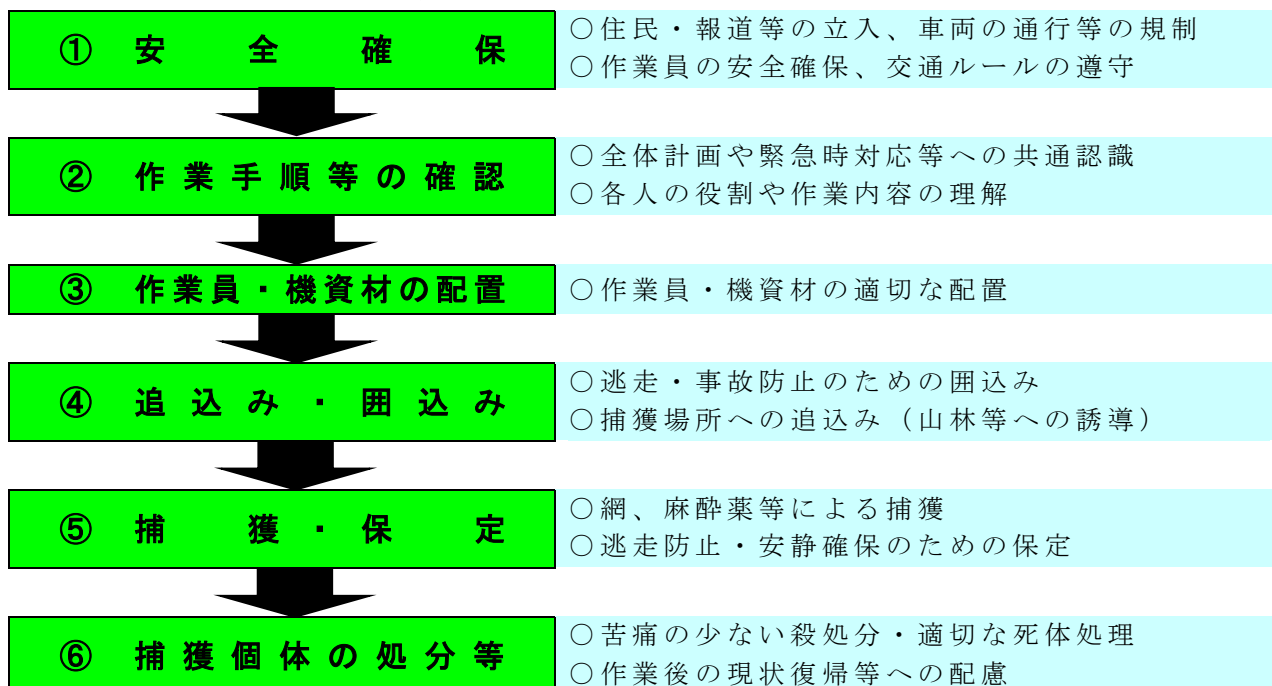 ① 安全確保
○住民・報道等の立入、車両の通行等の規制
○作業員の安全確保、交通ルールの遵守
② 作業手順等の確認
○全体計画や緊急時対応等への共通認識
○各人の役割や作業内容の理解
③ 作業員・機資材の配置
○作業員・機資材の適切な配置
④ 追込み・囲込み
○逃走・事故防止のための囲込み
○捕獲場所への追込み（山林等への誘導）
⑤ 捕獲・保定
○網、麻酔薬等による捕獲
○逃走防止・安静確保のための保定
⑥ 捕獲個体の処分等
○苦痛の少ない殺処分・適切な死体処理
○作業後の現状復帰等への配慮